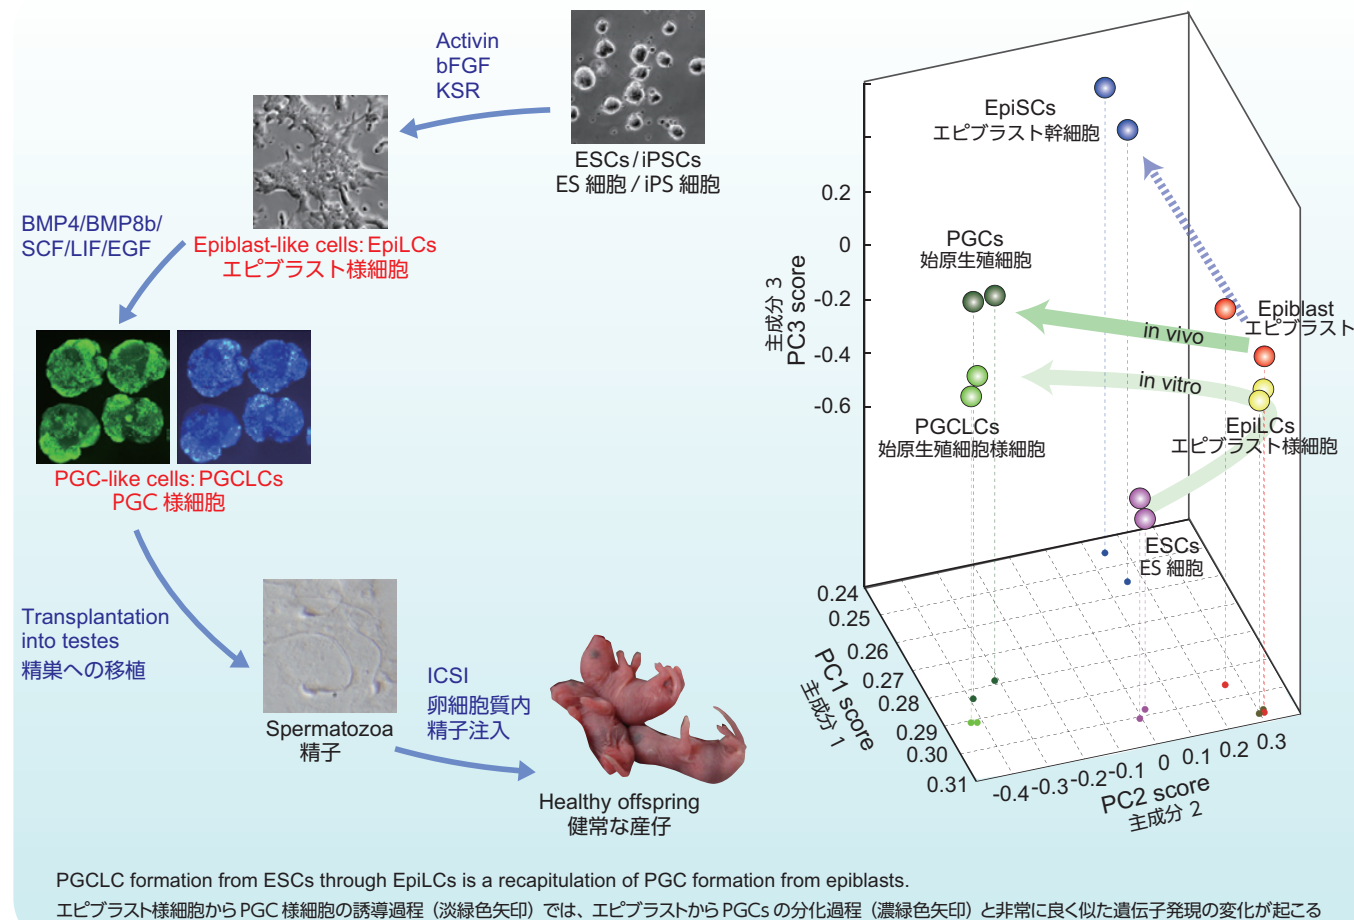 Activin
bFGF
KSR
ESCs/iPSCs
ES 細胞 / iPS 細胞
BMP4/BMP8b/
SCF/LIF/EGF
Epiblast-like cells: EpiLCs
エピブラスト様細胞
PGC-like cells: PGCLCs
PGC 様細胞
Transplantation
into testes
精巣への移植
Spermatozoa
精子
ICSI
卵細胞質内
精子注入
Healthy offspring
健常な産仔
EpiSCs
エピブラスト幹細胞
PGCs
始原生殖細胞
Epiblast
エピブラスト
in vivo
in vitro
PGCLCs
始原生殖細胞様細胞
EpiLCs
エピブラスト様細胞
ESCs
ES 細胞
主成分 3
PC3 score
0.2
0
-0.2
-0.4
-0.6
0.24
0.25
0.26
0.27
0.28
0.29
0.30
0.31
PC1 score
主成分 1
-0.4
-0.3
-0.2
-0.1
0
0.1
0.2
0.3
PC2 score
主成分 2
PGCLC formation from ESCs through EpiLCs is a recapitulation of PGC formation from epiblasts.
エピブラスト様細胞から PGC 様細胞の誘導過程（淡緑色矢印）では、エピブラストから PGCs の分化過程（濃緑色矢印）と非常に良く似た遺伝子発現の変化が起こる